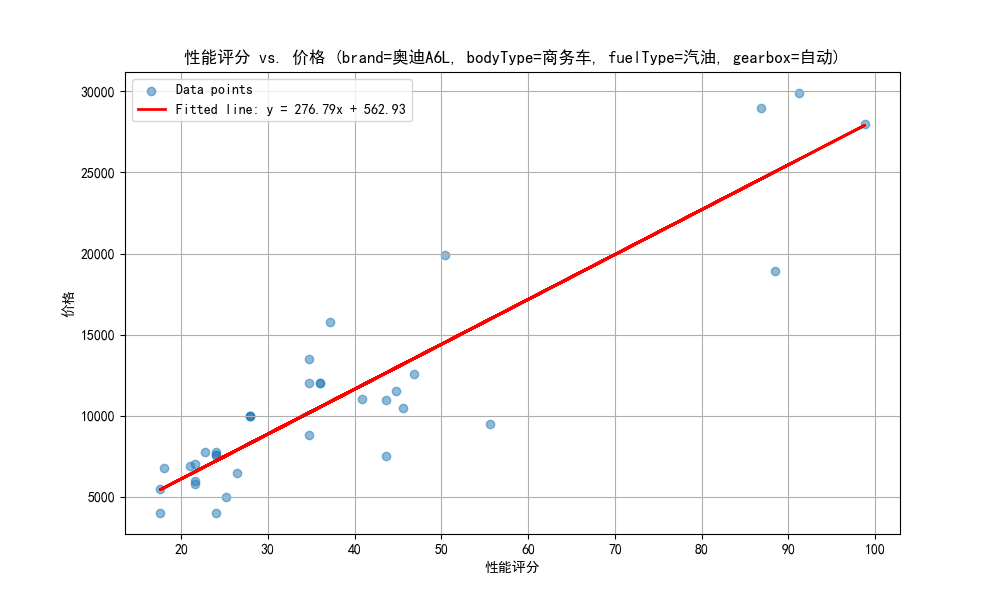 性能评分 vs. 价格 (brand=奥迪A6L, bodyType=商务车, fuelType=汽油, gearbox=自动)
Data points
Fitted line: y = 276.79x + 562.93
30000
25000
20000
15000
10000
5000
价格
20 30 40 50 60 70 80 90 100
性能评分